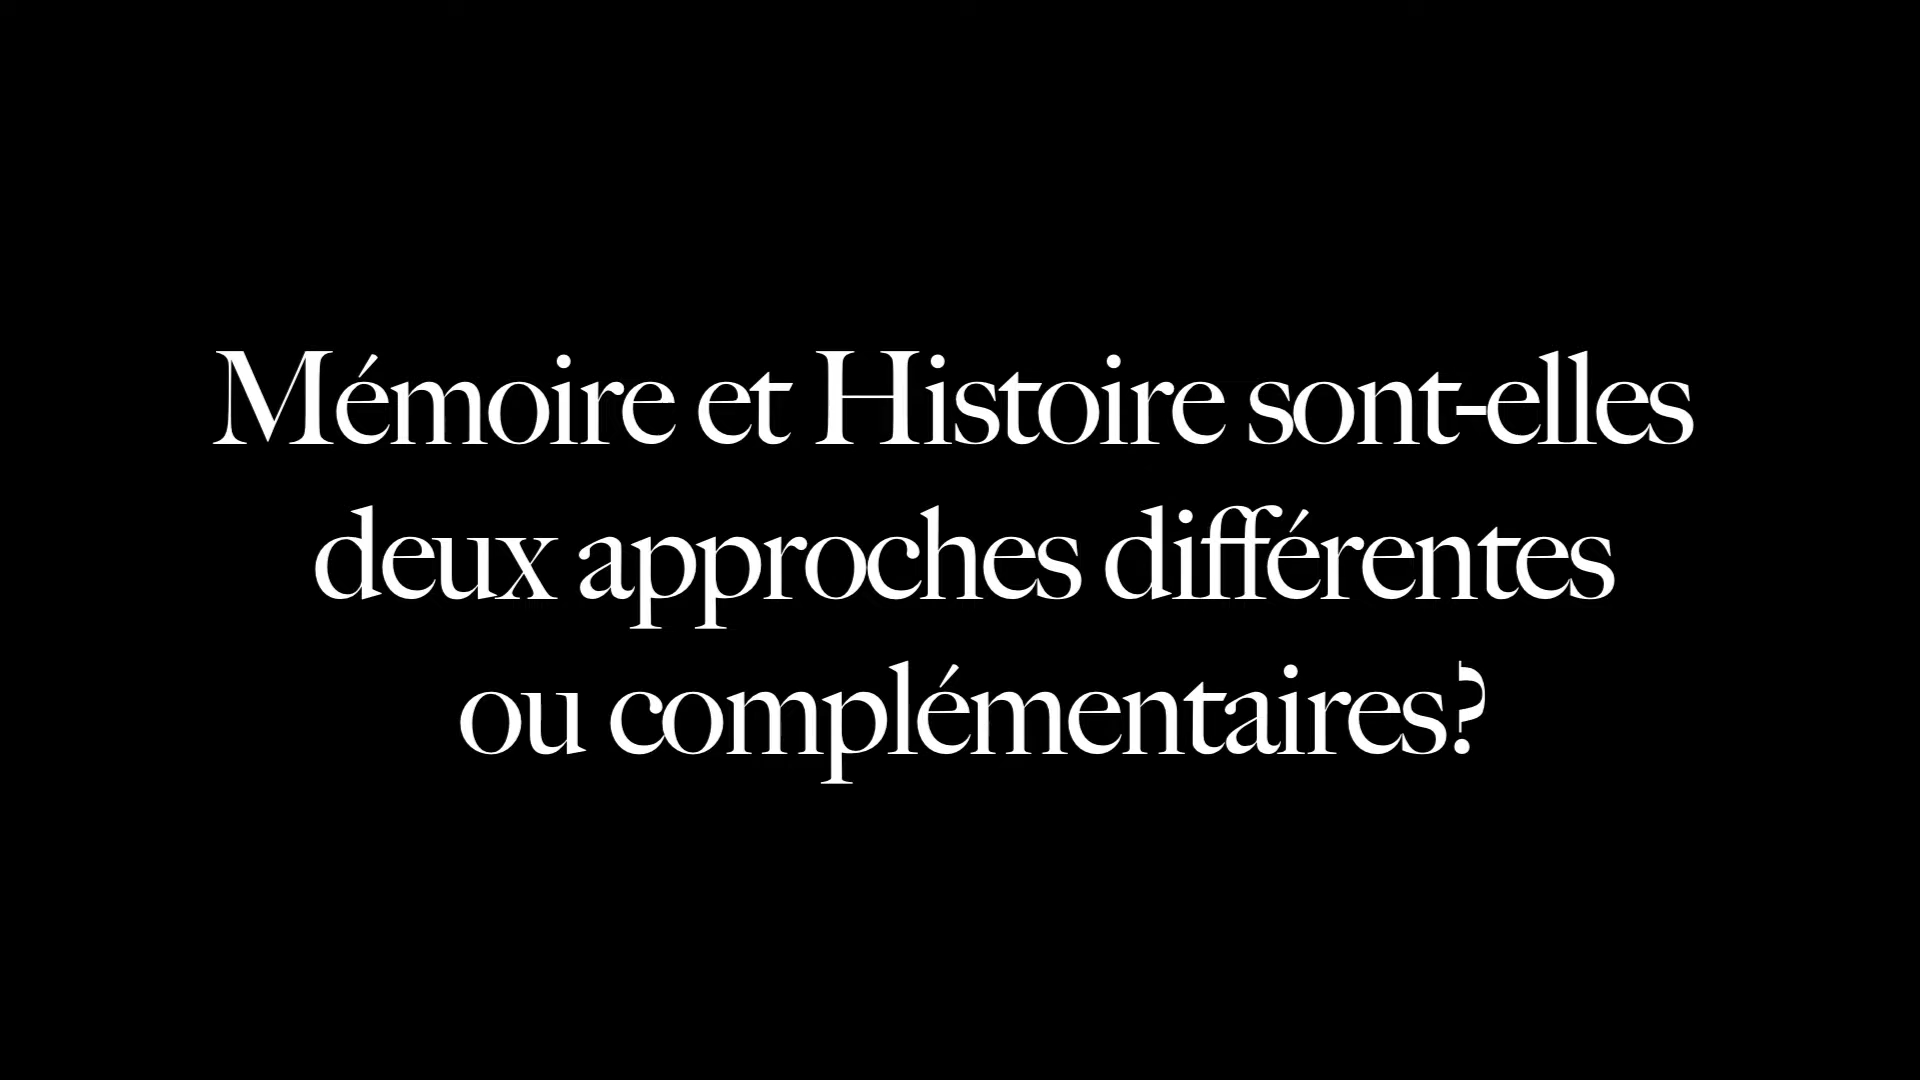 Mémoire et Histoire sont-elles
deux approches différentes
ou complémentaires?